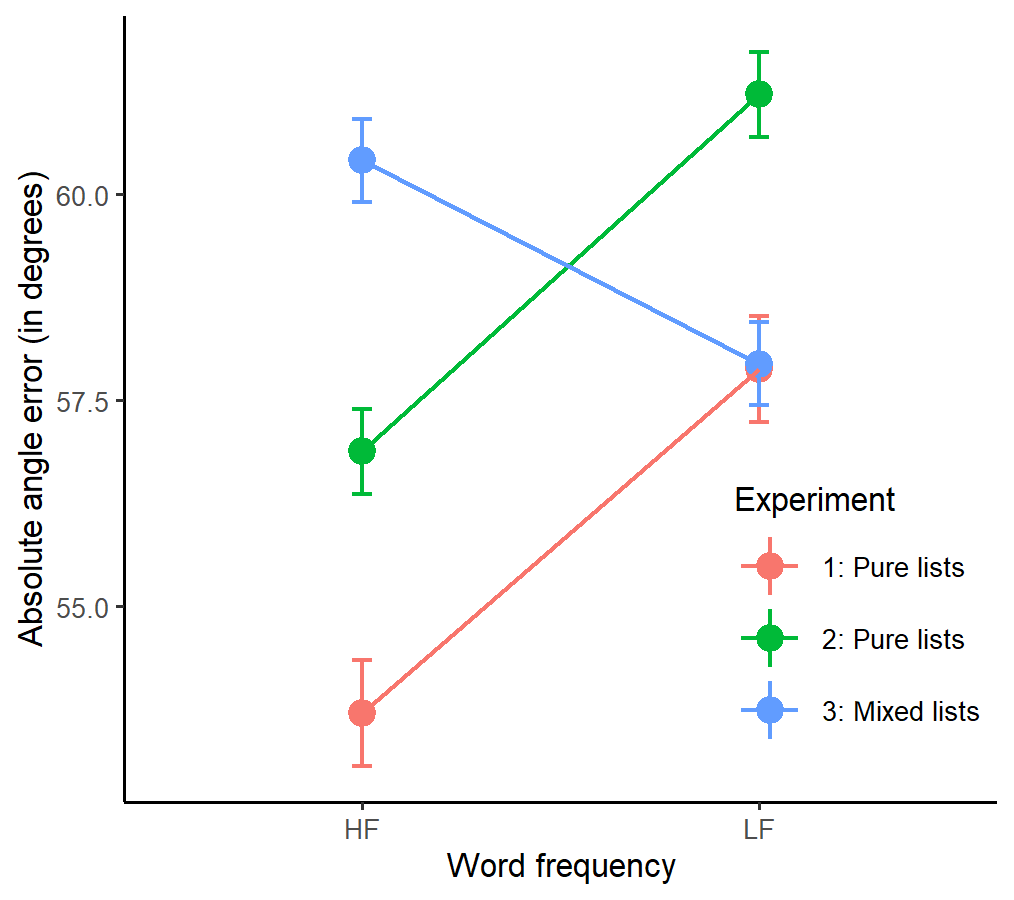 Absolute angle error (in degrees)
60.0
57.5
55.0
HF
LF
Word frequency
Experiment
1: Pure lists
2: Pure lists
3: Mixed lists